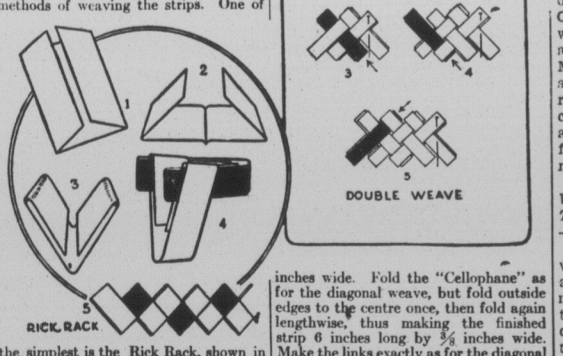 methods of weaving the strips. One of
1
2
3
4
5
RICK RACK
the simplest is the Rick Rack, shown in
3
4
5
DOUBLE WEAVE
inches wide. Fold the "Cellophane" as
for the diagonal weave, but fold outside
edges to the centre once, then fold again
lengthwise, thus making the finished
strip 6 inches long by ⅜ inches wide.
Make the links exactly as for the diagonal